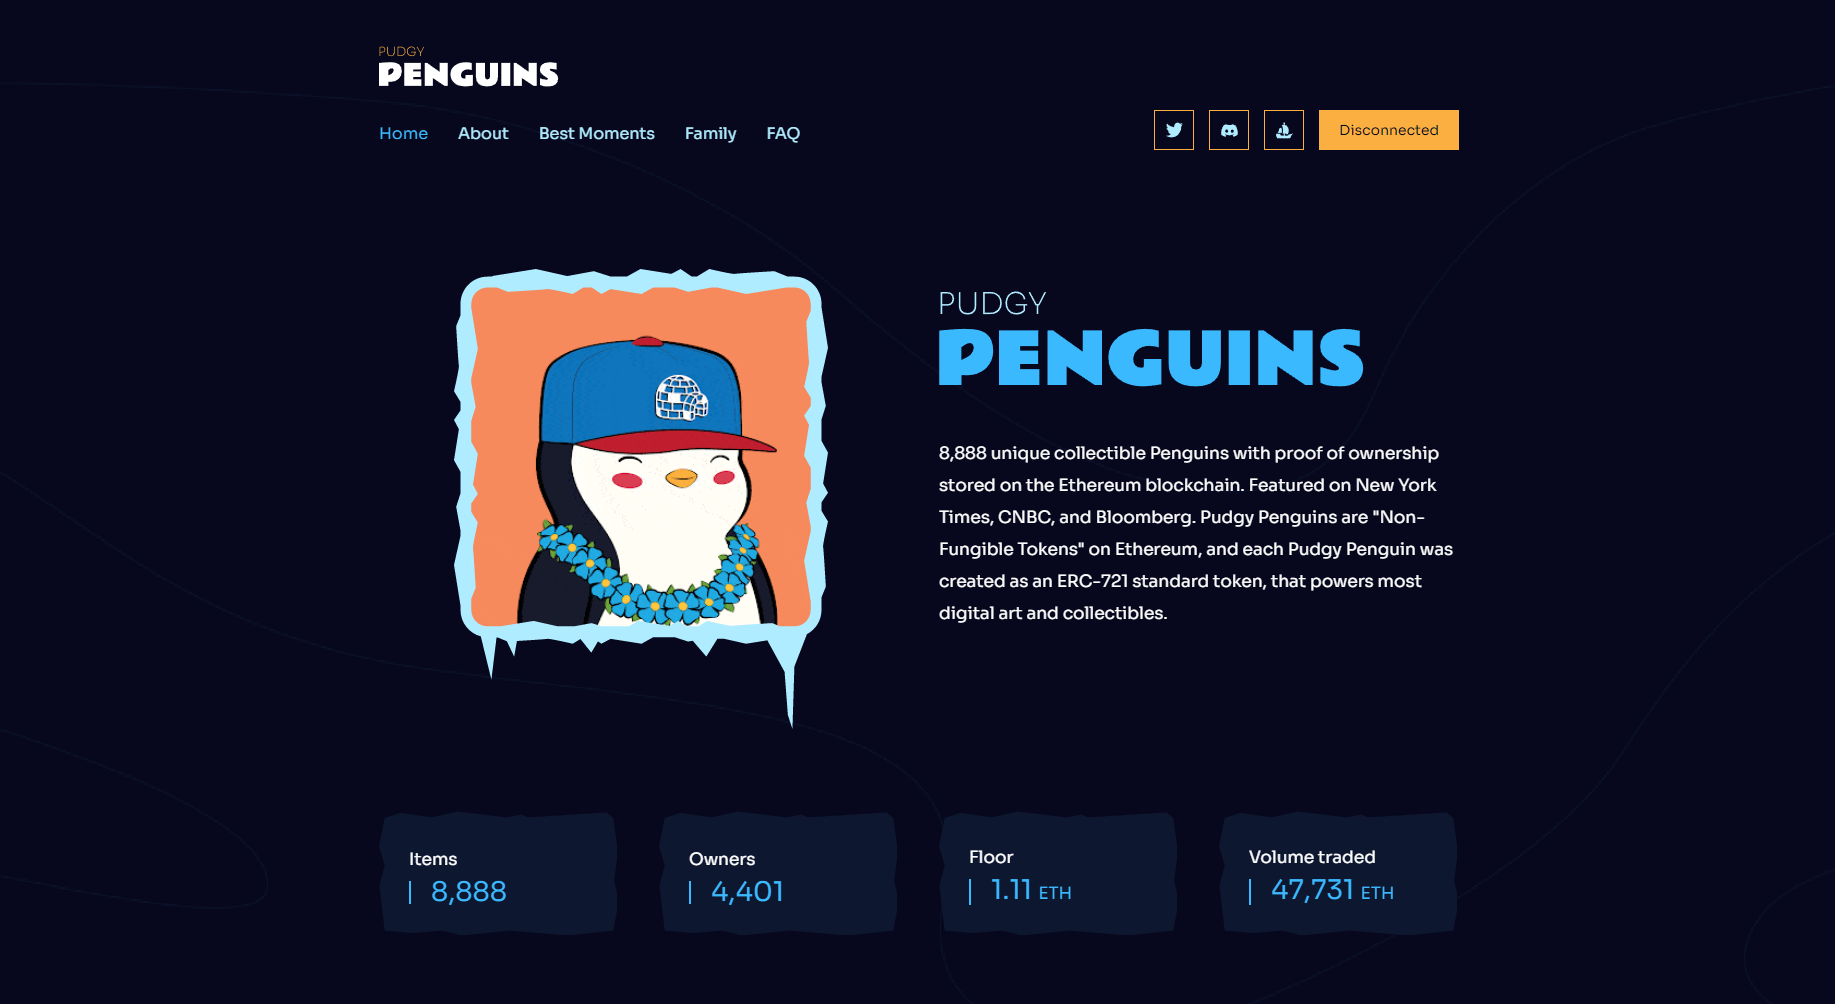 PUDGY
PENGUINS
Home About Best Moments Family FAQ
Disconnected
PUDGY
PENGUINS
8,888 unique collectible Penguins with proof of ownership
stored on the Ethereum blockchain. Featured on New York
Times, CNBC, and Bloomberg. Pudgy Penguins are "Non-
Fungible Tokens" on Ethereum, and each Pudgy Penguin was
created as an ERC-721 standard token, that powers most
digital art and collectibles.
Items
8,888
Owners
4,401
Floor
1.11 ETH
Volume traded
47,731 ETH